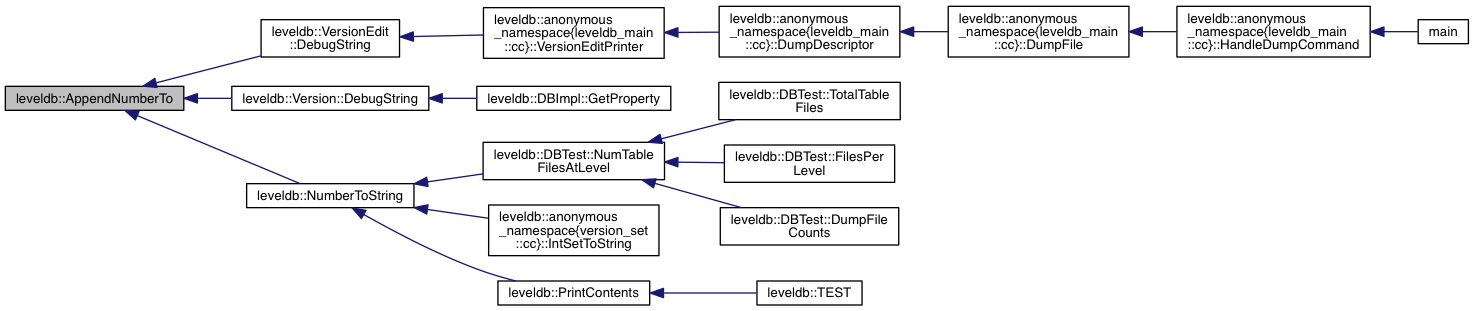 leveldb::AppendNumberTo
leveldb::VersionEdit
::DebugString
leveldb::anonymous
_namespace{leveldb_main
::cc}::VersionEditPrinter
leveldb::anonymous
_namespace{leveldb_main
::cc}::DumpDescriptor
leveldb::anonymous
_namespace{leveldb_main
::cc}::DumpFile
leveldb::anonymous
_namespace{leveldb_main
::cc}::HandleDumpCommand
main
leveldb::Version::DebugString
leveldb::DBImpl::GetProperty
leveldb::NumberToString
leveldb::DBTest::NumTable
FilesAtLevel
leveldb::DBTest::TotalTable
Files
leveldb::DBTest::FilesPer
Level
leveldb::DBTest::DumpFile
Counts
leveldb::anonymous
_namespace{version_set
::cc}::IntSetToString
leveldb::PrintContents
leveldb::TEST